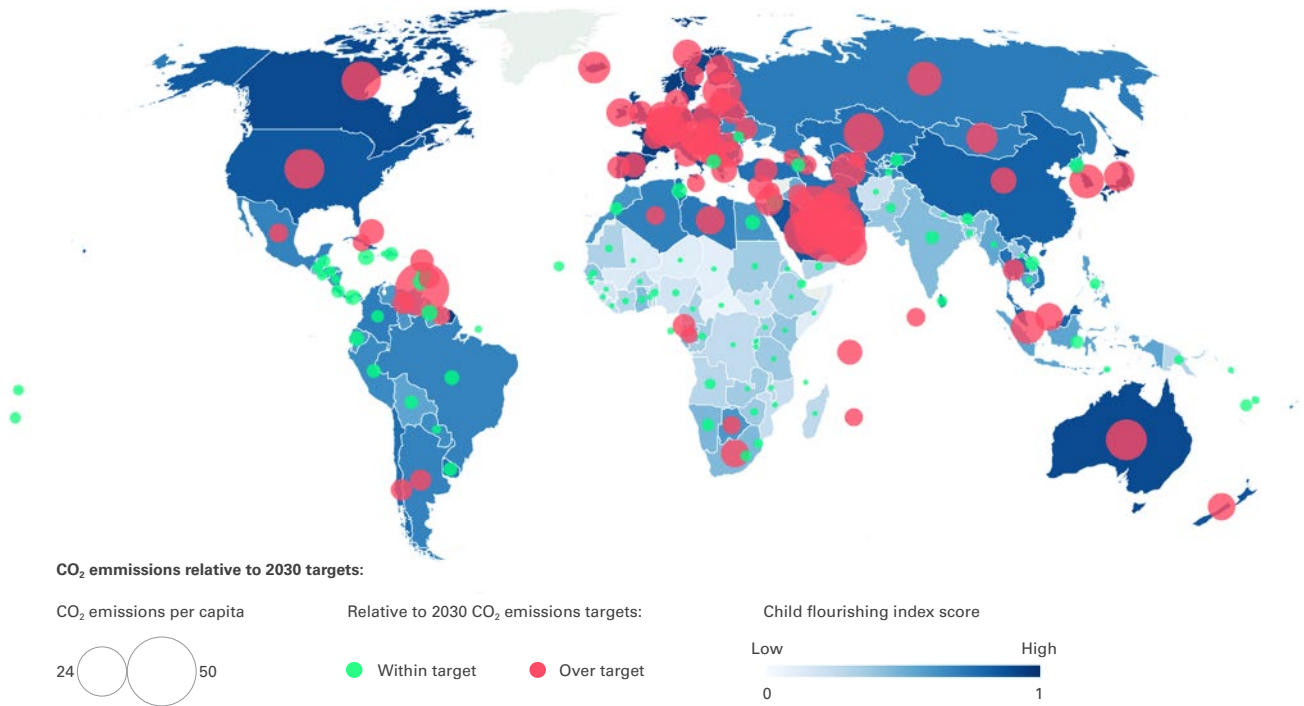 CO₂ emmissions relative to 2030 targets:
CO₂ emissions per capita
Relative to 2030 CO₂ emissions targets:
Child flourishing index score
24
50
Within target
Over target
Low
High
0
1